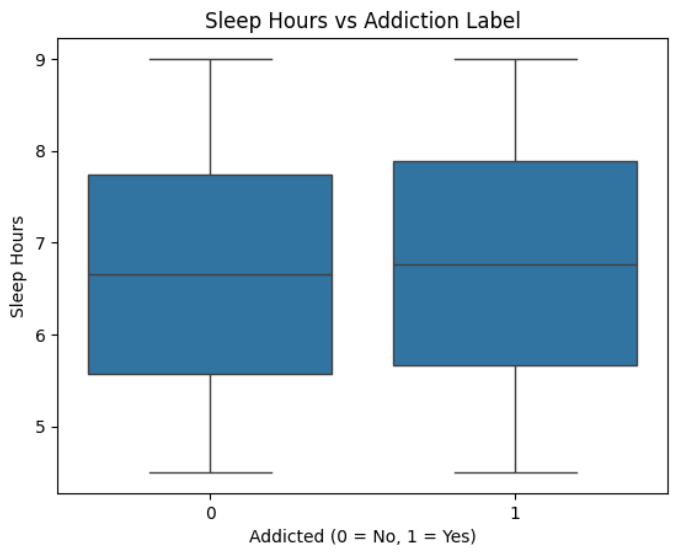 Sleep Hours vs Addiction Label
9
8
7
6
5
Sleep Hours
0 1
Addicted (0 = No, 1 = Yes)